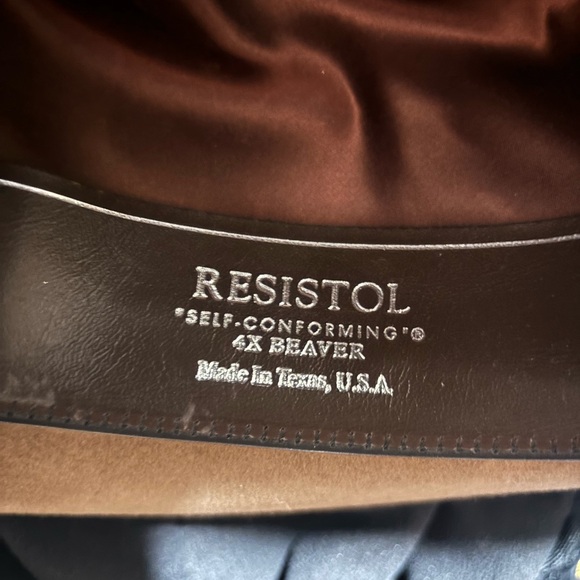 RESISTOL
"SELF-CONFORMING"®
4X BEAVER
Made In Texas, U.S.A.